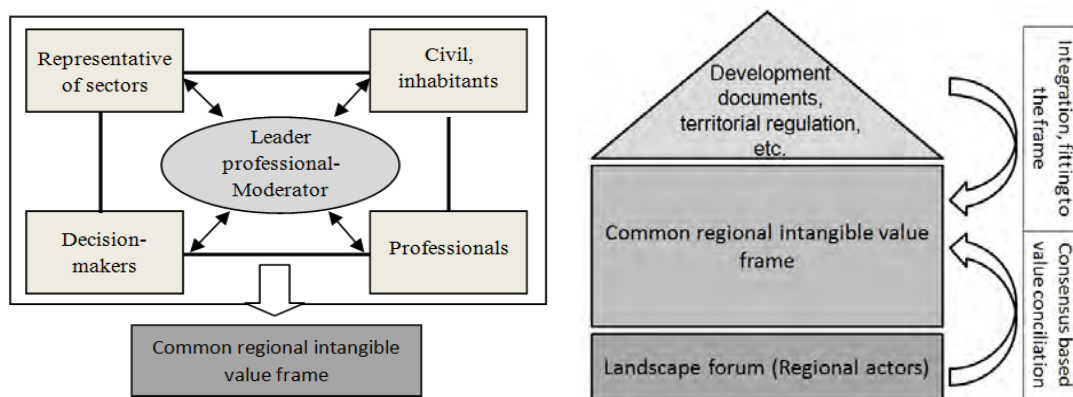 Representative
of sectors
Civil,
inhabitants
Leader
professional-
Moderator
Decision-
makers
Professionals
Common regional intangible
value frame
Development
documents,
territorial regulation,
etc.
Common regional intangible value
frame
Landscape forum (Regional actors)
Integration, fitting to
the frame
Consensus based
value conciliation